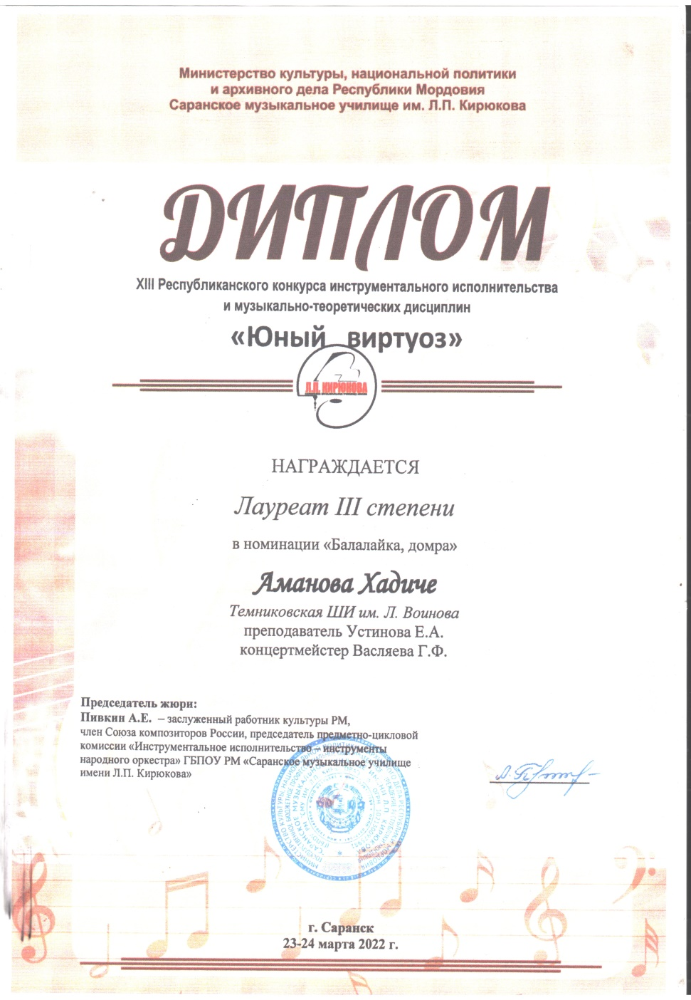 Министерство культуры, национальной политики
и архивного дела Республики Мордовия
Саранское музыкальное училище им. Л.П. Кирюкова
ДИПЛОМ
XIII Республиканского конкурса инструментального исполнительства
и музыкально-теоретических дисциплин
«Юный виртуоз»
Л.П. КИРЮКОВА
НАГРАЖДАЕТСЯ
Лауреат III степени
в номинации «Балалайка, домра»
Аманова Хадиче
Темниковская ШИ им. Л. Воинова
преподаватель Устинова Е.А.
концертмейстер Васляева Г.Ф.
Председатель жюри:
Пивкин А.Е. – заслуженный работник культуры РМ,
член Союза композиторов России, председатель предметно-цикловой
комиссии «Инструментальное исполнительство – инструменты
народного оркестра» ГБПОУ РМ «Саранское музыкальное училище
имени Л.П. Кирюкова»
г. Саранск
23-24 марта 2022 г.